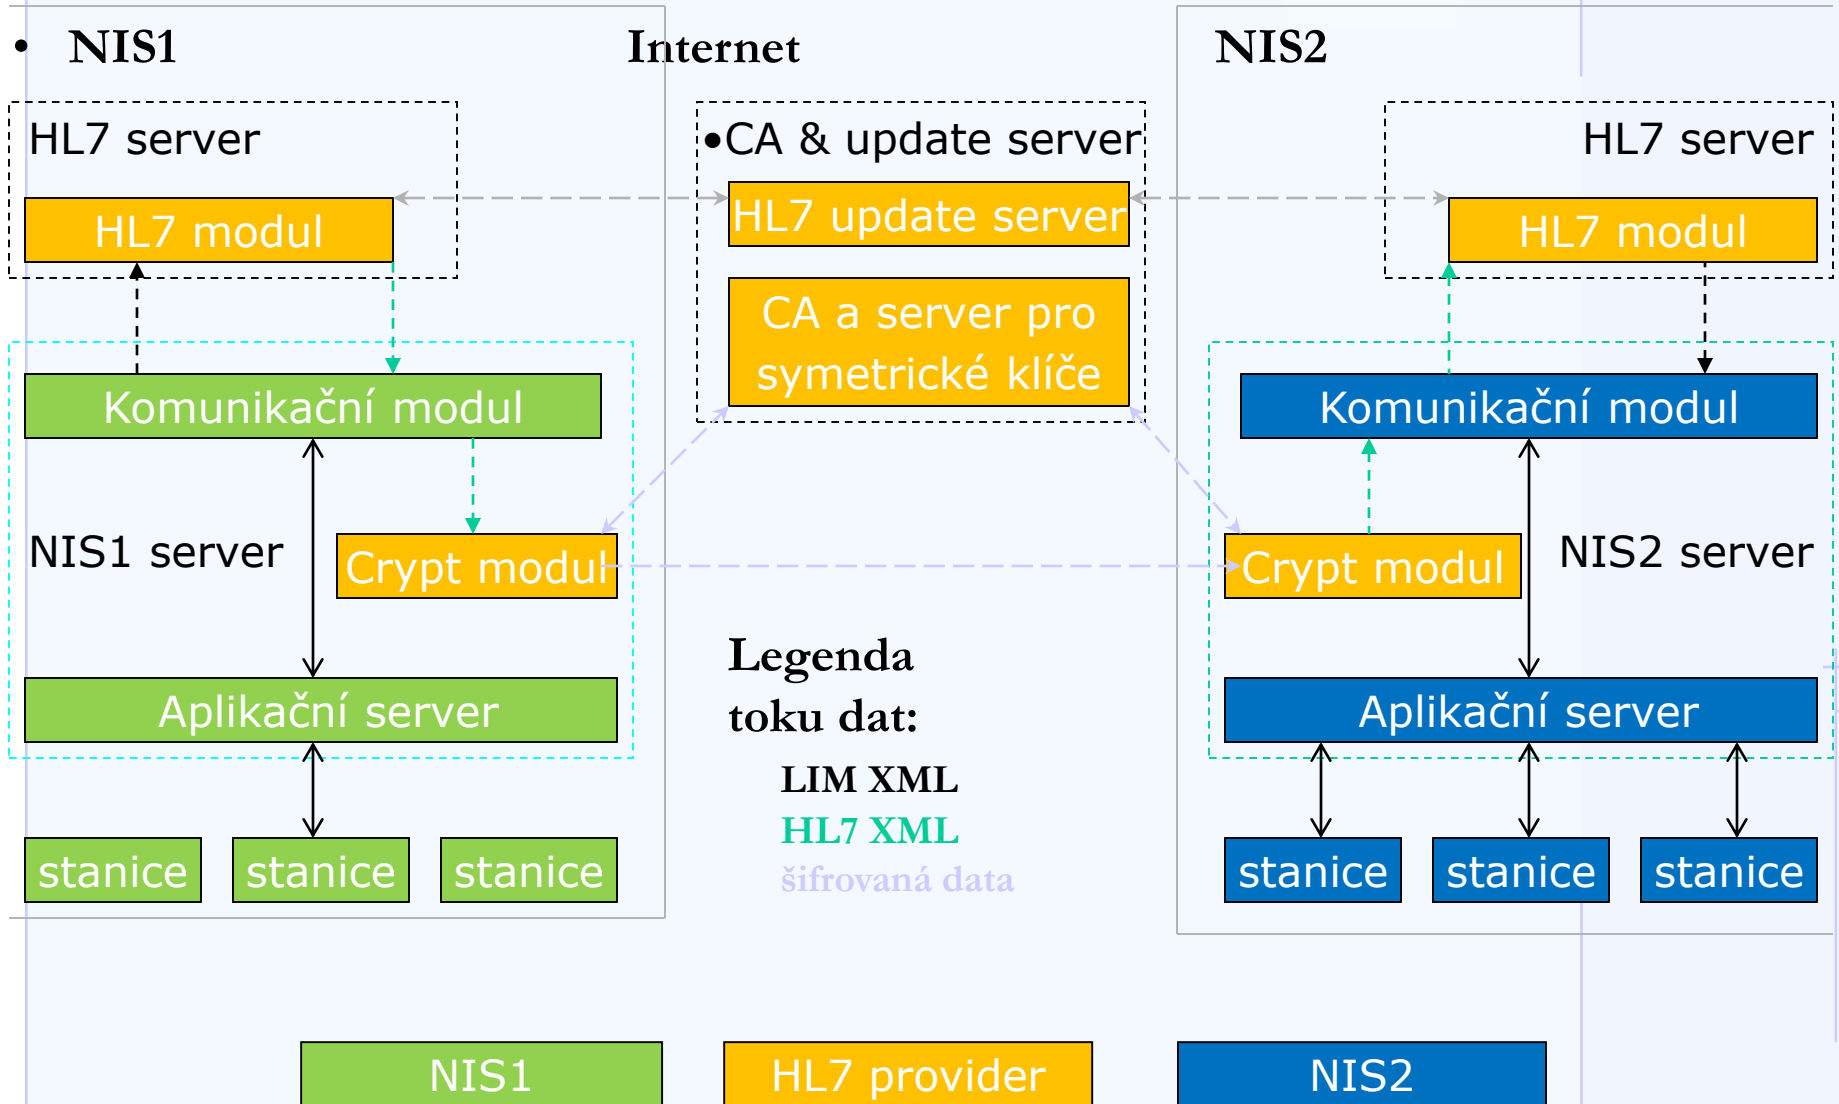 • NIS1
Internet
NIS2
HL7 server
•CA & update server
HL7 server
HL7 modul
HL7 update server
HL7 modul
CA a server pro
symetrické klíče
Komunikační modul
Komunikační modul
NIS1 server
Crypt modul
Crypt modul
NIS2 server
Legenda
toku dat:
LIM XML
HL7 XML
šifrovaná data
Aplikační server
Aplikační server
stanice
stanice
stanice
stanice
stanice
stanice
NIS1
HL7 provider
NIS2